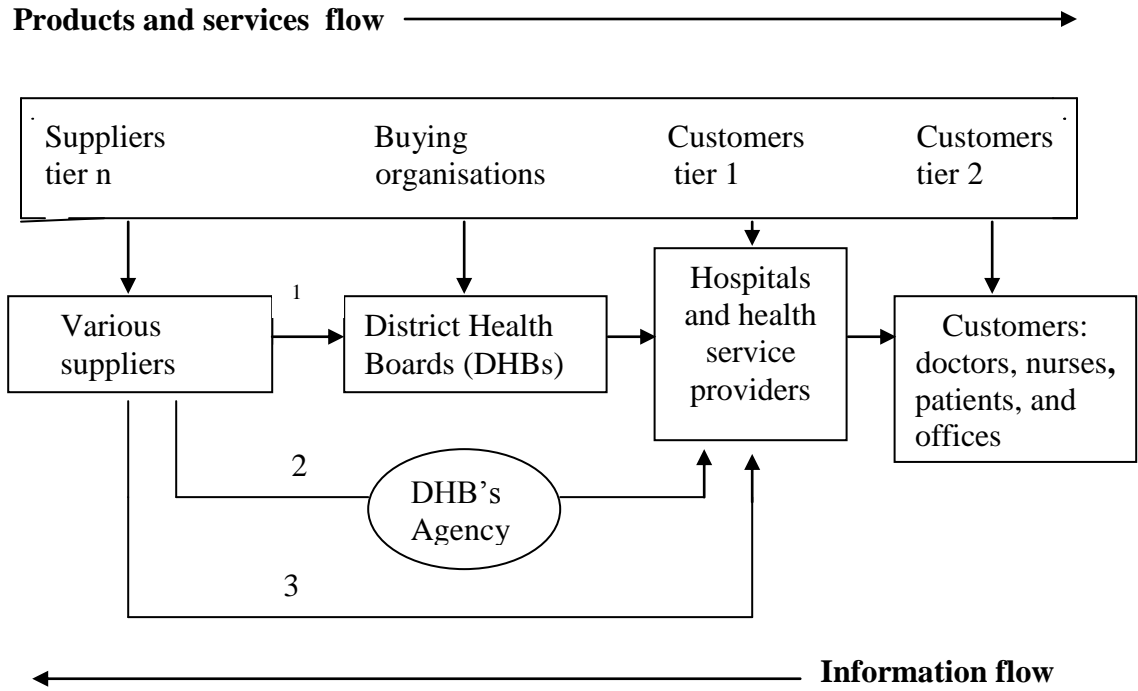 Products and services flow
Suppliers
tier n
Buying
organisations
Customers
tier 1
Customers
tier 2
1
Various
suppliers
District Health
Boards (DHBs)
Hospitals
and health
service
providers
Customers:
doctors, nurses,
patients, and
offices
2
DHB's
Agency
3
Information flow